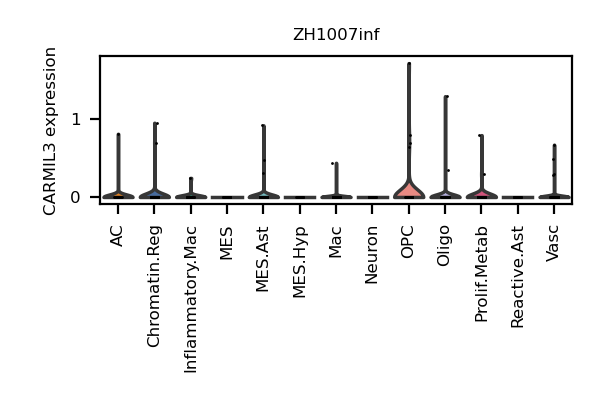 ZH1007inf
CARMIL3 expression
1
0
AC
Chromatin.Reg
Inflammatory.Mac
MES
MES.Ast
MES.Hyp
Mac
Neuron
OPC
Oligo
Prolif.Metab
Reactive.Ast
Vasc